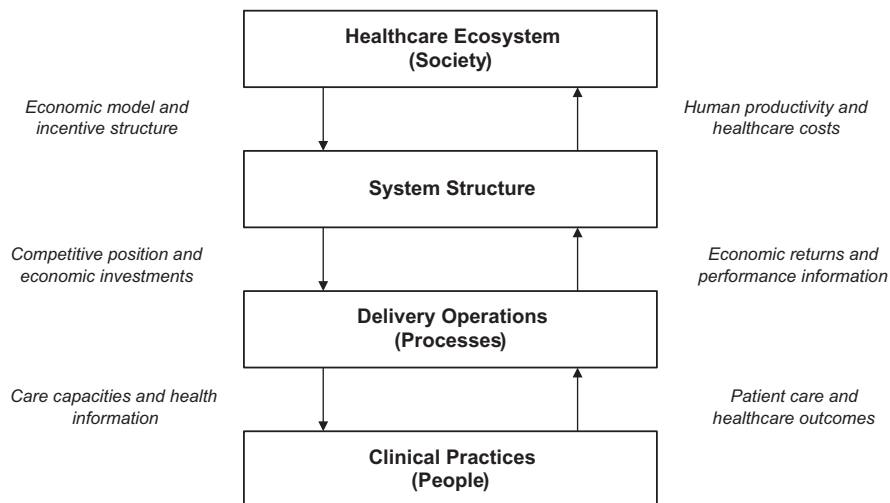 Healthcare Ecosystem
(Society)
Economic model and
incentive structure
Human productivity and
healthcare costs
System Structure
Competitive position and
economic investments
Economic returns and
performance information
Delivery Operations
(Processes)
Care capacities and health
information
Patient care and
healthcare outcomes
Clinical Practices
(People)